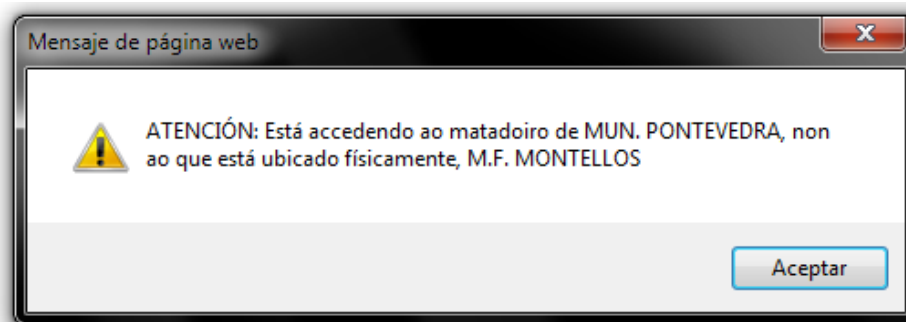 Mensaje de página web
ATENCIÓN: Está accedendo ao matadoiro de MUN. PONTEVEDRA, non
ao que está ubicado físicamente, M.F. MONTELLOS
Aceptar